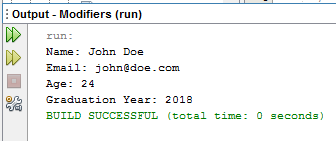 Output - Modifiers (run)
run:
Name: John Doe
Email: john@doe.com
Age: 24
Graduation Year: 2018
BUILD SUCCESSFUL (total time: 0 seconds)